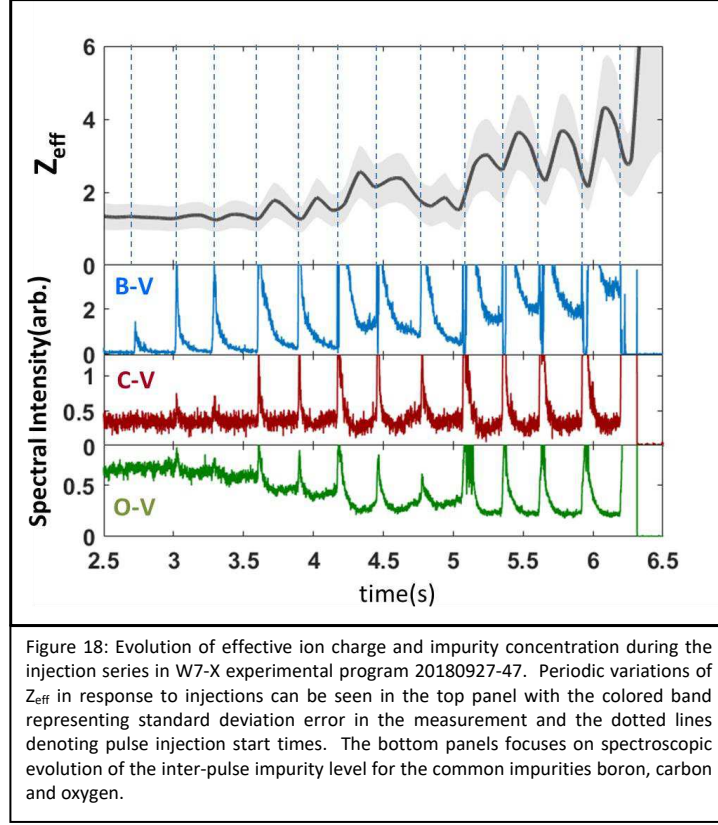 6
4
2
0
Zeff
B-V
2
0
C-V
1
0.5
0
O-V
0.5
0
Spectral Intensity(arb.)
2.5 3 3.5 4 4.5 5 5.5 6 6.5
time(s)
Figure 18: Evolution of effective ion charge and impurity concentration during the
injection series in W7-X experimental program 20180927-47. Periodic variations of
Zeff in response to injections can be seen in the top panel with the colored band
representing standard deviation error in the measurement and the dotted lines
denoting pulse injection start times. The bottom panels focuses on spectroscopic
evolution of the inter-pulse impurity level for the common impurities boron, carbon
and oxygen.